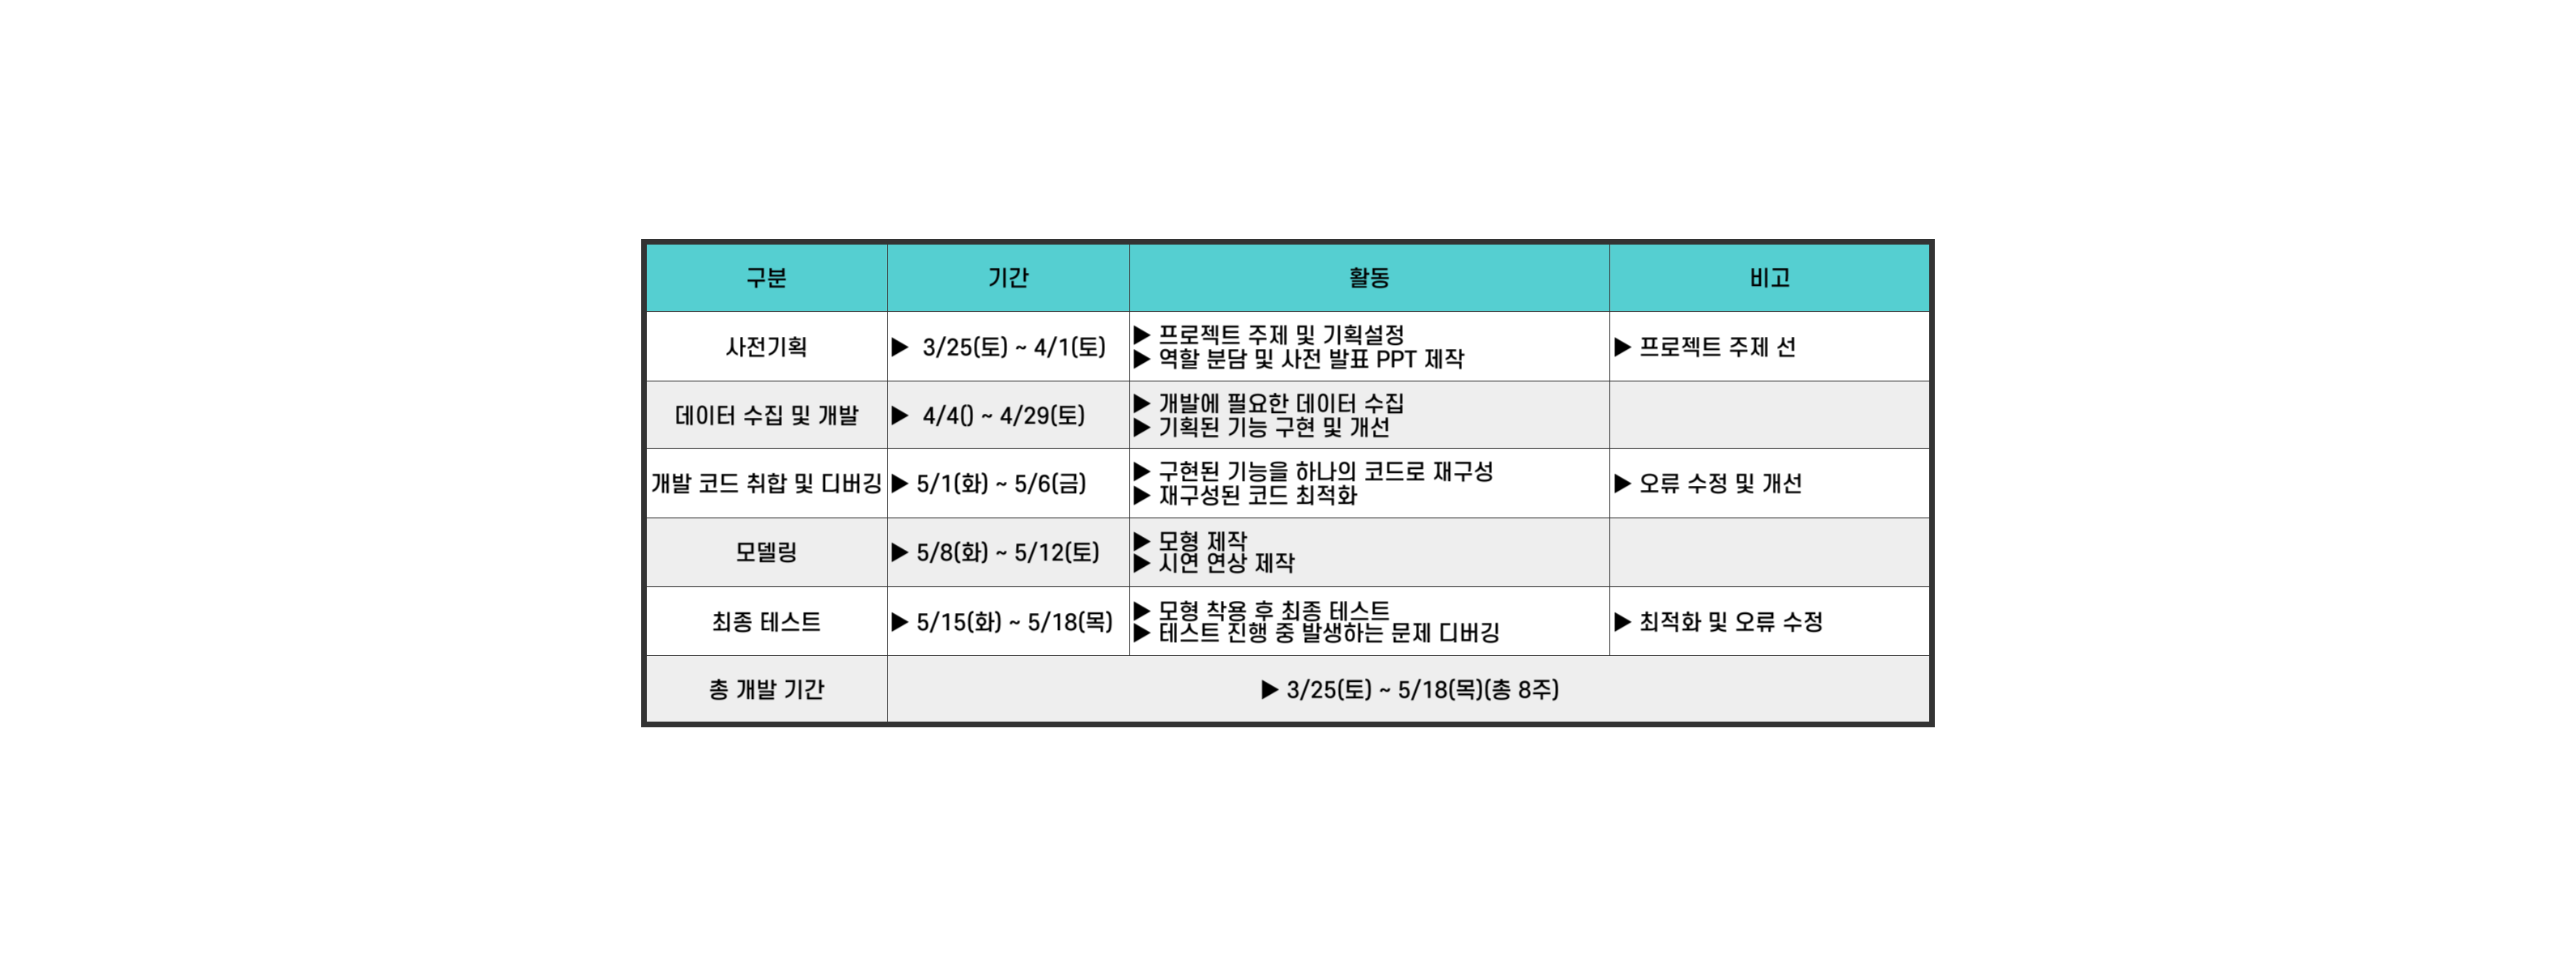 구분 기간 활동 비고
사전기획 ▶ 3/25(토) ~ 4/1(토) ▶ 프로젝트 주제 및 기획설정
▶ 역할 분담 및 사전 발표 PPT 제작 ▶ 프로젝트 주제 선
데이터 수집 및 개발 ▶ 4/4() ~ 4/29(토) ▶ 개발에 필요한 데이터 수집
▶ 기획된 기능 구현 및 개선
개발 코드 취합 및 디버깅 ▶ 5/1(화) ~ 5/6(금) ▶ 구현된 기능을 하나의 코드로 재구성
▶ 재구성된 코드 최적화 ▶ 오류 수정 및 개선
모델링 ▶ 5/8(화) ~ 5/12(토) ▶ 모형 제작
▶ 시연 연상 제작
최종 테스트 ▶ 5/15(화) ~ 5/18(목) ▶ 모형 착용 후 최종 테스트
▶ 테스트 진행 중 발생하는 문제 디버깅 ▶ 최적화 및 오류 수정
총 개발 기간 ▶ 3/25(토) ~ 5/18(목)(총 8주)